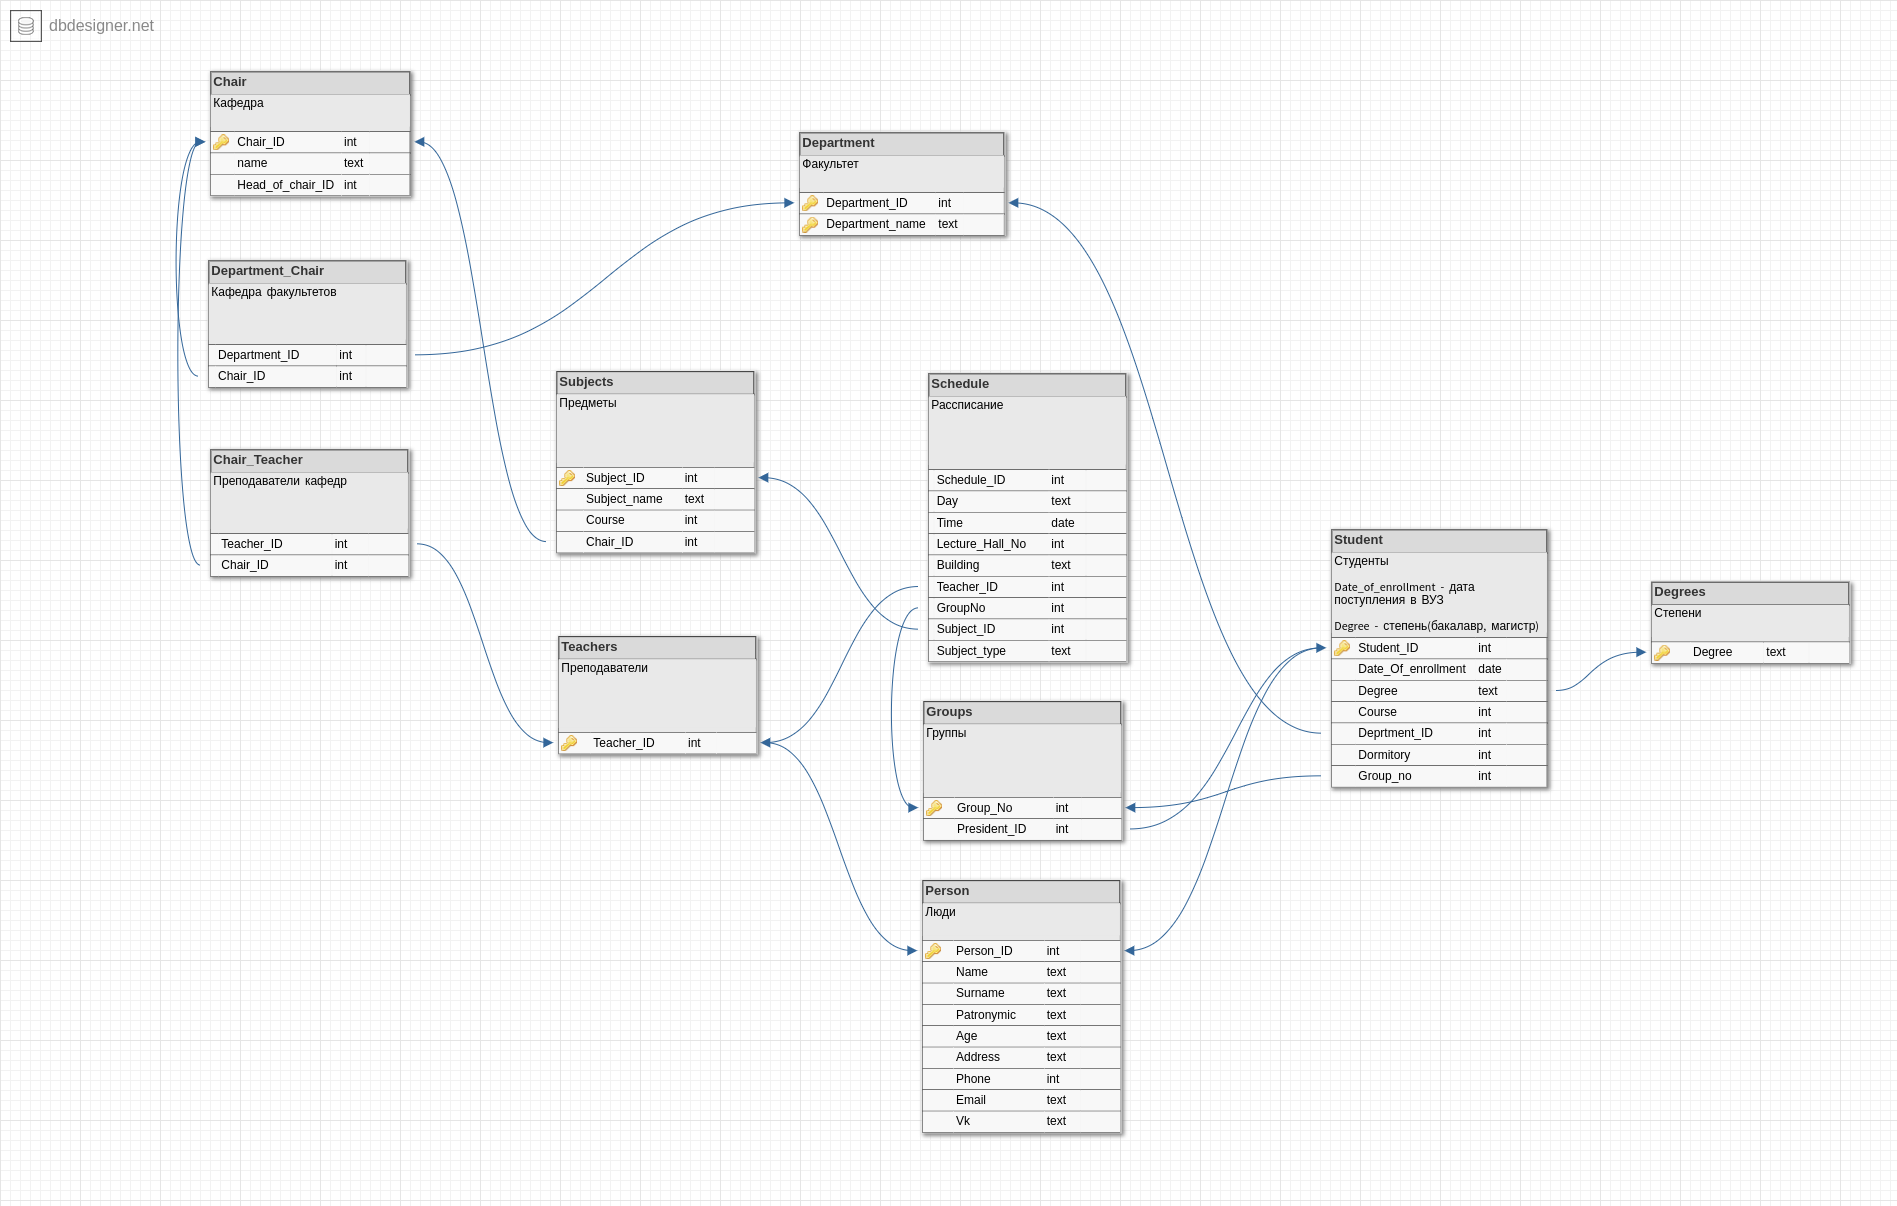 dbdesigner.net
Chair
Кафедра
Chair_ID int
name text
Head_of_chair_ID int
Department
Факультет
Department_ID int
Department_name text
Department_Chair
Кафедра факультетов
Department_ID int
Chair_ID int
Subjects
Предметы
Subject_ID int
Subject_name text
Course int
Chair_ID int
Schedule
Рассписание
Schedule_ID int
Day text
Time date
Lecture_Hall_No int
Building text
Teacher_ID int
GroupNo int
Subject_ID int
Subject_type text
Chair_Teacher
Преподаватели кафедр
Teacher_ID int
Chair_ID int
Student
Студенты
Date_of_enrollment - дата
поступления в ВУЗ
Degree - степень(бакалавр, магистр)
Student_ID int
Date_Of_enrollment date
Degree text
Course int
Deprtment_ID int
Dormitory int
Group_no int
Degrees
Степени
Degree text
Teachers
Преподаватели
Teacher_ID int
Groups
Группы
Group_No int
President_ID int
Person
Люди
Person_ID int
Name text
Surname text
Patronymic text
Age text
Address text
Phone int
Email text
Vk text